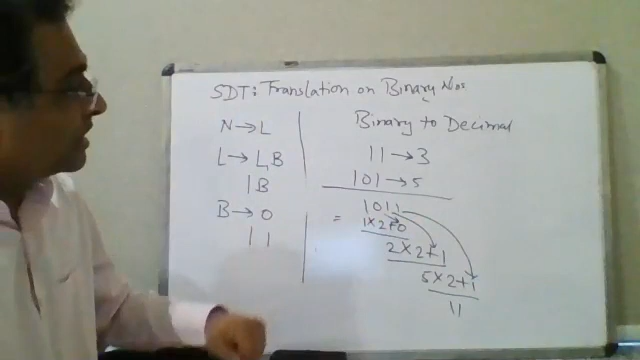 SDT: Translation on Binary Nos
N → L
L → L₁B
| B
B → 0
| 1
Binary to Decimal
11 → 3
101 → 5
1011
= 1×2+0
2×2+1
5×2+1
11